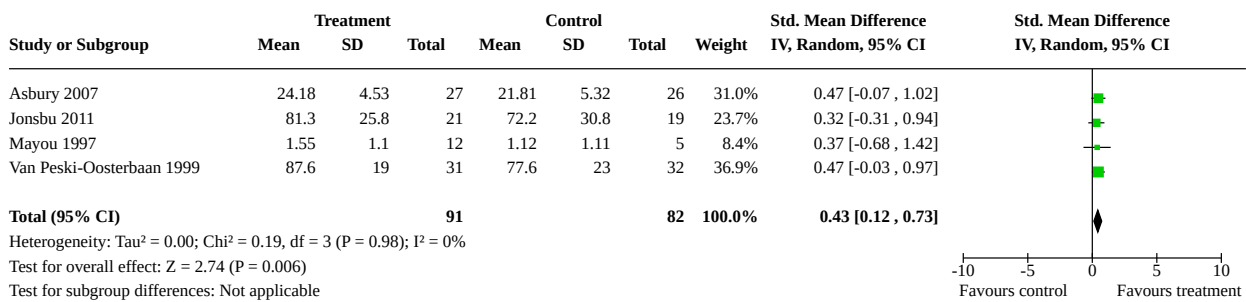 Treatment Control Std. Mean Difference Std. Mean Difference
Study or Subgroup Mean SD Total Mean SD Total Weight IV, Random, 95% CI IV, Random, 95% CI
Asbury 2007 24.18 4.53 27 21.81 5.32 26 31.0% 0.47 [-0.07 , 1.02]
Jonsbu 2011 81.3 25.8 21 72.2 30.8 19 23.7% 0.32 [-0.31 , 0.94]
Mayou 1997 1.55 1.1 12 1.12 1.11 5 8.4% 0.37 [-0.68 , 1.42]
Van Peski-Oosterbaan 1999 87.6 19 31 77.6 23 32 36.9% 0.47 [-0.03 , 0.97]
Total (95% CI) 91 82 100.0% 0.43 [0.12 , 0.73]
Heterogeneity: Tau² = 0.00; Chi² = 0.19, df = 3 (P = 0.98); I² = 0%
Test for overall effect: Z = 2.74 (P = 0.006)
-10 -5 0 5 10
Test for subgroup differences: Not applicable Favours control Favours treatment